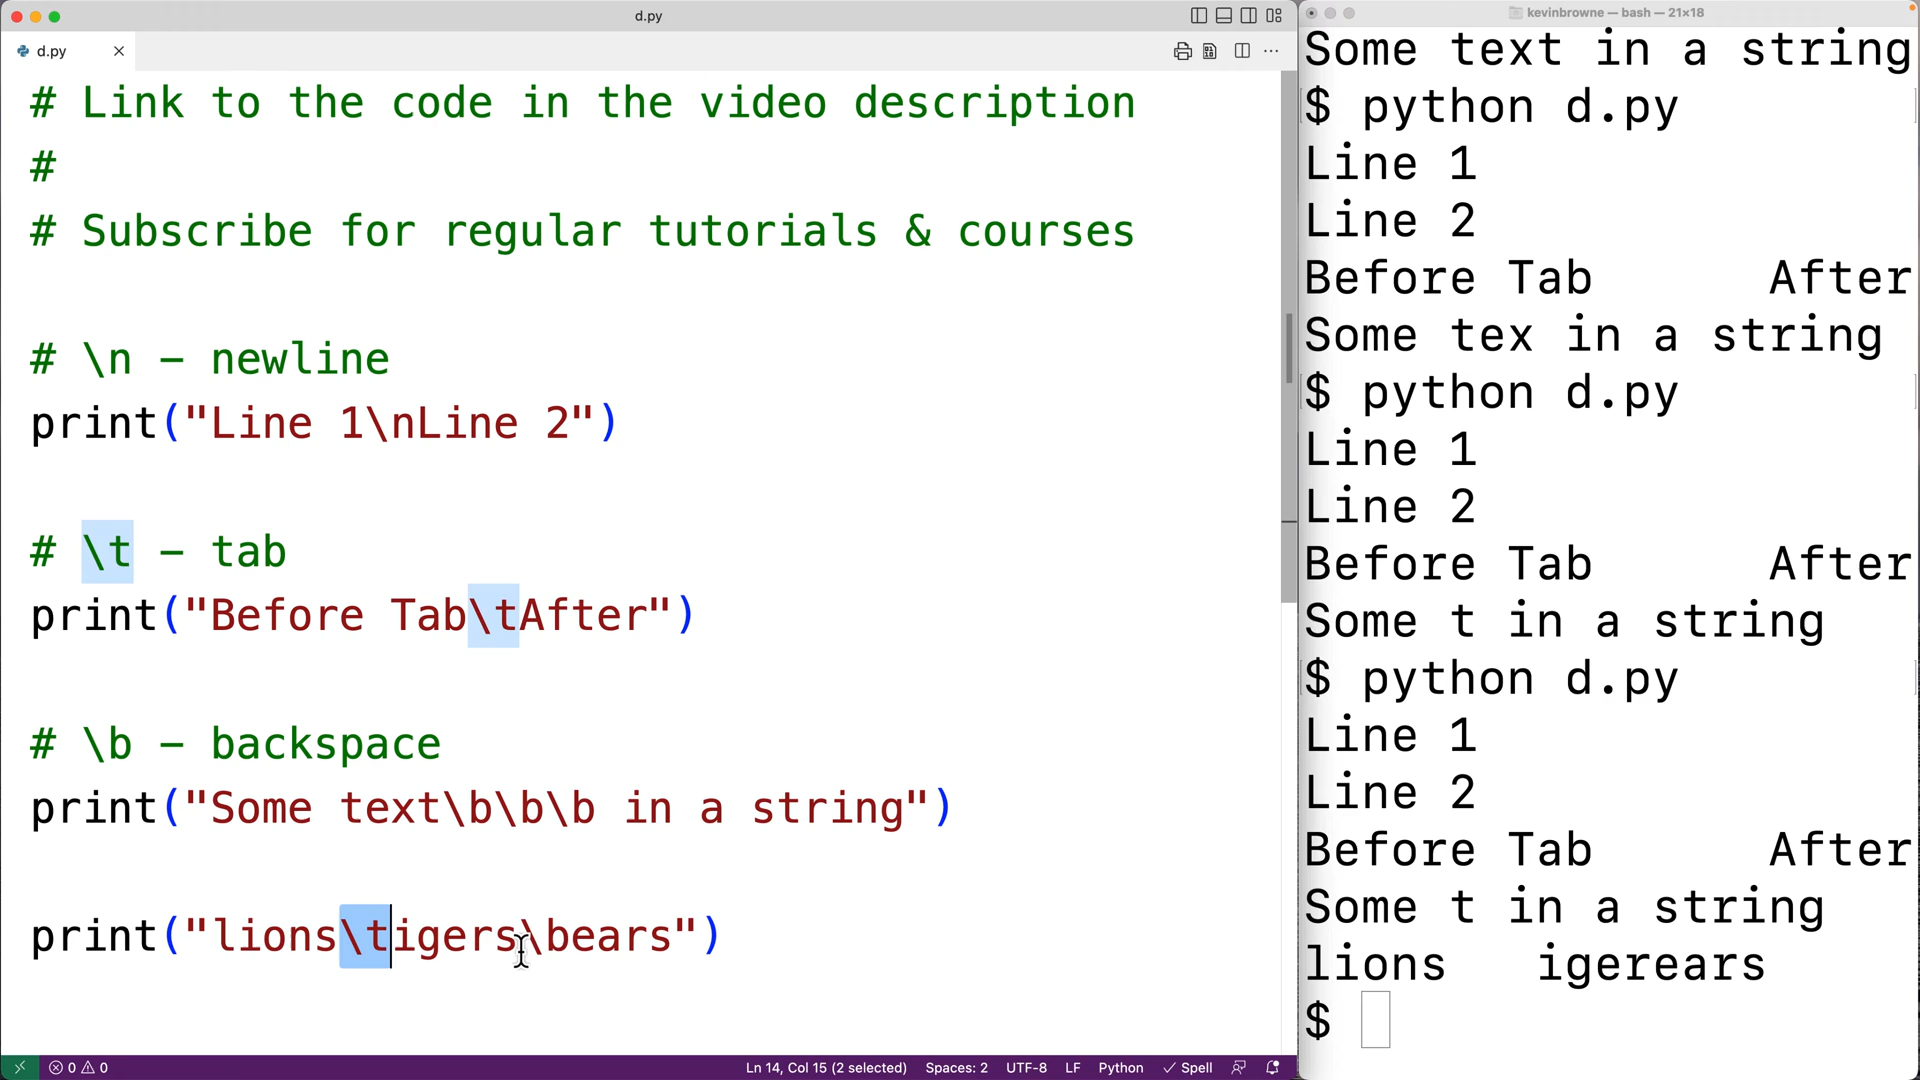 d.py
d.py
# Link to the code in the video description
#
# Subscribe for regular tutorials & courses
# \n - newline
print("Line 1\nLine 2")
# \t - tab
print("Before Tab\tAfter")
# \b - backspace
print("Some text\b\b\b in a string")
print("lions\tigers\bears")
0 0
Ln 14, Col 15 (2 selected)
Spaces: 2
UTF-8
LF
Python
Spell
kevinbrowne — bash — 21×18
Some text in a string
$ python d.py
Line 1
Line 2
Before Tab After
Some tex in a string
$ python d.py
Line 1
Line 2
Before Tab After
Some t in a string
$ python d.py
Line 1
Line 2
Before Tab After
Some t in a string
lions igerears
$